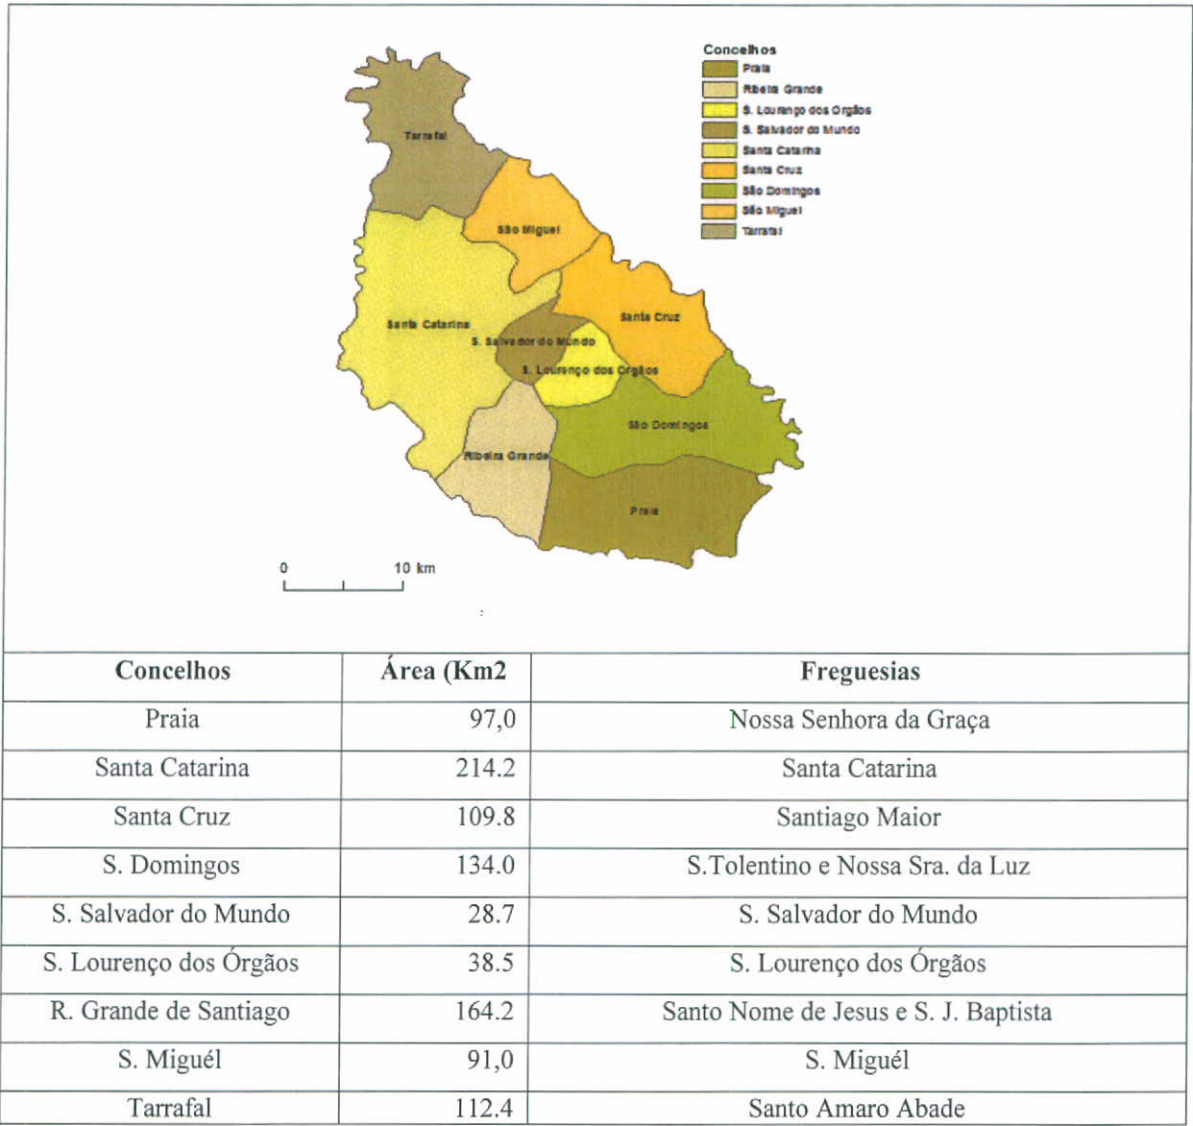 Concelhos
Praia
Ribeira Grande
S. Lourenço dos Orgãos
S. Salvador do Mundo
Santa Catarina
Santa Cruz
São Domingos
São Miguel
Tarrafal
Tarrafal
São Miguel
Santa Cruz
Santa Catarina
S. Salvador do Mundo
S. Lourenço dos Orgãos
São Domingos
Ribeira Grande
Praia
0 10 km
Concelhos Área (Km2 Freguesias
Praia 97,0 Nossa Senhora da Graça
Santa Catarina 214.2 Santa Catarina
Santa Cruz 109.8 Santiago Maior
S. Domingos 134.0 S.Tolentino e Nossa Sra. da Luz
S. Salvador do Mundo 28.7 S. Salvador do Mundo
S. Lourenço dos Órgãos 38.5 S. Lourenço dos Órgãos
R. Grande de Santiago 164.2 Santo Nome de Jesus e S. J. Baptista
S. Miguél 91,0 S. Miguél
Tarrafal 112.4 Santo Amaro Abade